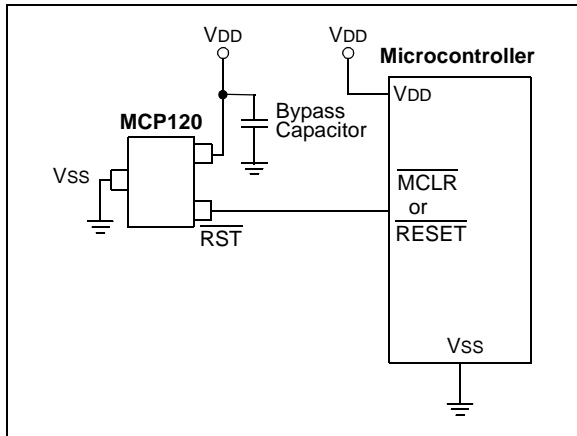 VDD
VDD
Microcontroller
VDD
Bypass
Capacitor
MCP120
VSS
MCLR
or
RESET
RST
VSS